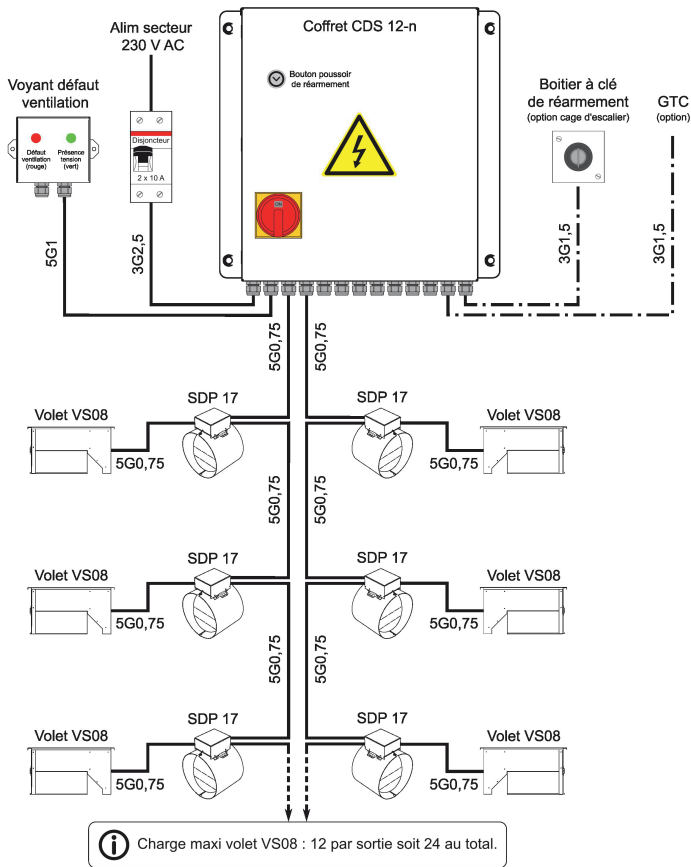 Alim secteur
230 V AC
Coffret CDS 12-n
Bouton poussoir
de réarmement
Voyant défaut
ventilation
Défaut
ventilation
(rouge)
Présence
tension
(vert)
Disjoncteur
2 x 10 A
ON
Boitier à clé
de réarmement
(option cage d'escalier)
GTC
(option)
5G1
3G2,5
3G1,5
3G1,5
5G0,75
5G0,75
Volet VS08
SDP 17
SDP 17
Volet VS08
5G0,75
5G0,75
5G0,75
5G0,75
Volet VS08
SDP 17
SDP 17
Volet VS08
5G0,75
5G0,75
5G0,75
5G0,75
Volet VS08
SDP 17
SDP 17
Volet VS08
5G0,75
5G0,75
Charge maxi volet VS08 : 12 par sortie soit 24 au total.